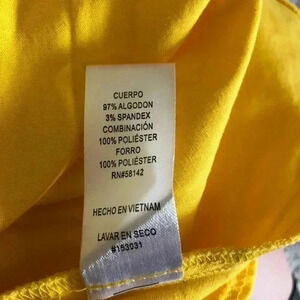 CUERPO
97% ALGODON
3% SPANDEX
COMBINACIÓN
100% POLIÉSTER
FORRO
100% POLIÉSTER
RN#58142
HECHO EN VIETNAM
LAVAR EN SECO
#153031